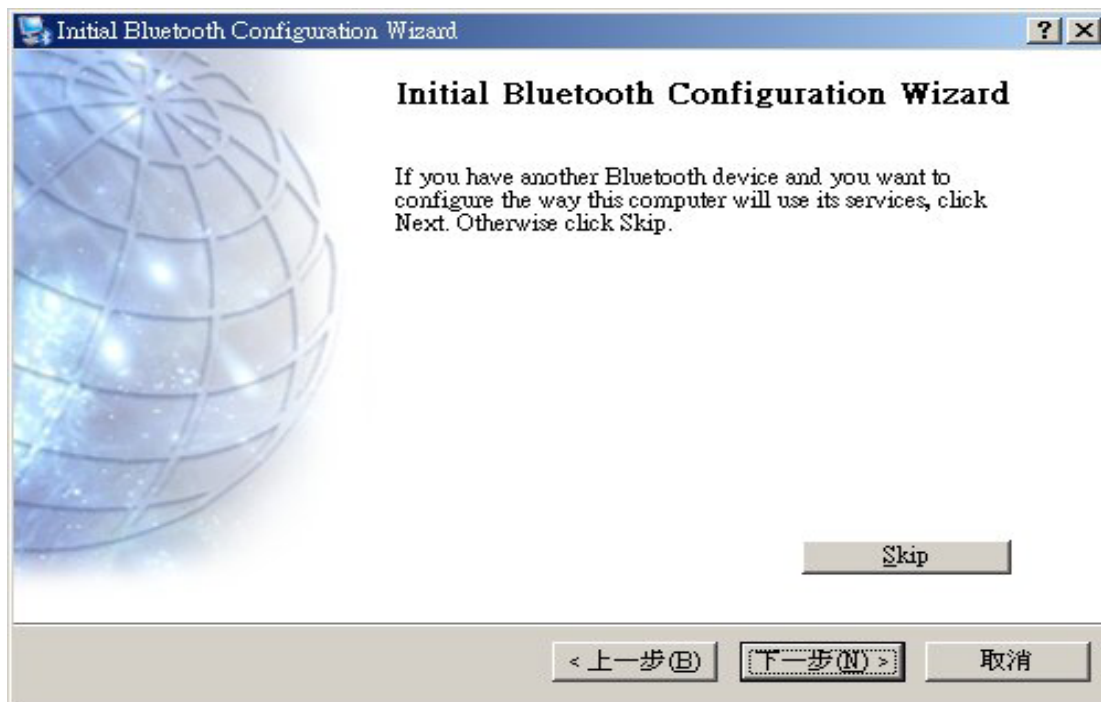 Initial Bluetooth Configuration Wizard
Initial Bluetooth Configuration Wizard
If you have another Bluetooth device and you want to
configure the way this computer will use its services, click
Next. Otherwise click Skip.
Skip
< 上一步(B) 下一步(N) > 取消